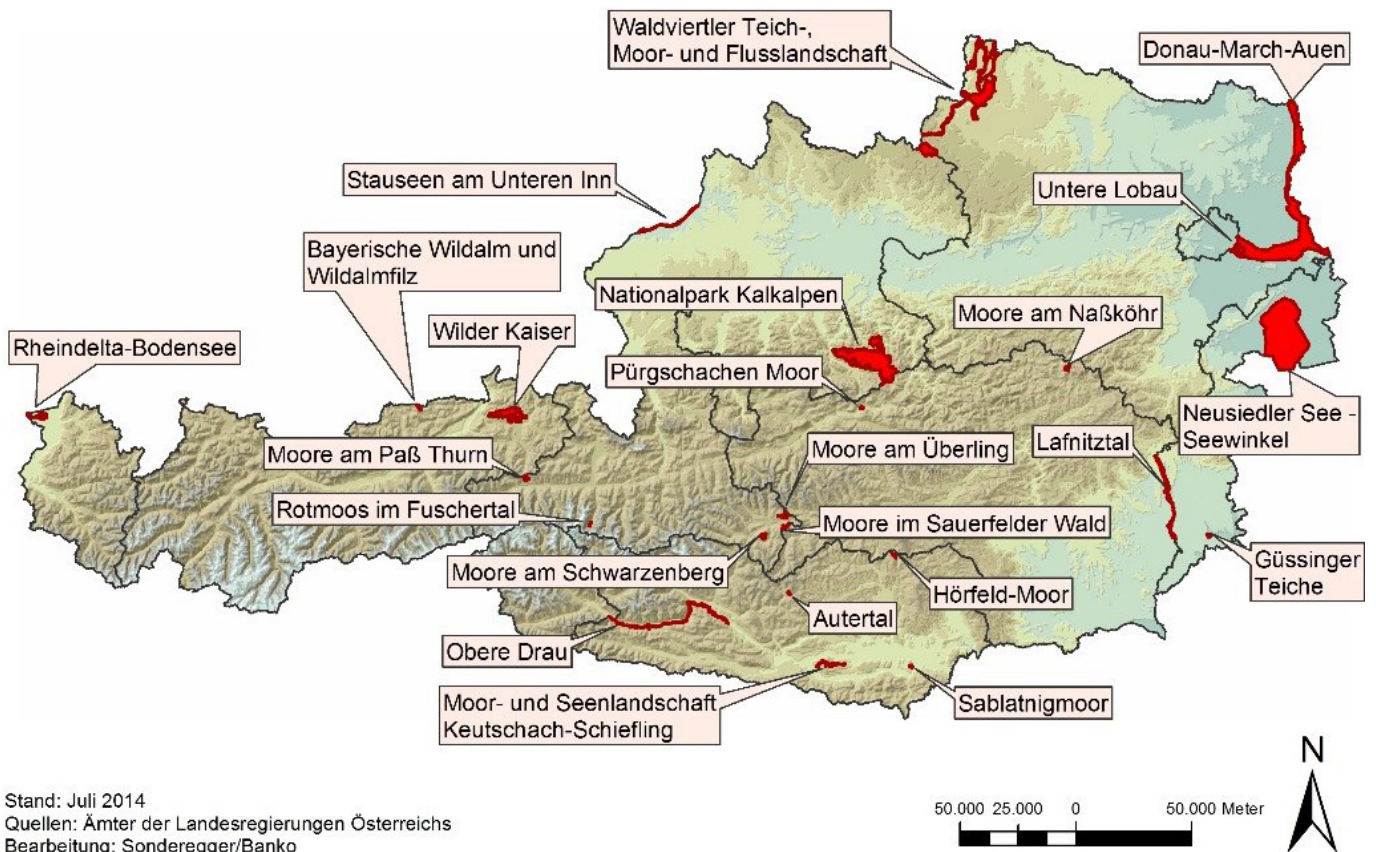 Waldviertler Teich-,
Moor- und Flusslandschaft
Donau-March-Auen
Stauseen am Unteren Inn
Untere Lobau
Bayerische Wildalm und
Wildalmfilz
Nationalpark Kalkalpen
Moore am Naßköhr
Wilder Kaiser
Rheindelta-Bodensee
Pürgschachen Moor
Neusiedler See -
Seewinkel
Moore am Paß Thurn
Moore am Überling
Lafnitztal
Rotmoos im Fuschertal
Moore im Sauerfelder Wald
Moore am Schwarzenberg
Hörfeld-Moor
Güssinger
Teiche
Autertal
Obere Drau
Moor- und Seenlandschaft
Keutschach-Schiefling
Sablatnigmoor
N
Stand: Juli 2014
Quellen: Ämter der Landesregierungen Österreichs
Bearbeitung: Sonderegger/Banko
50.000 25.000 0 50.000 Meter